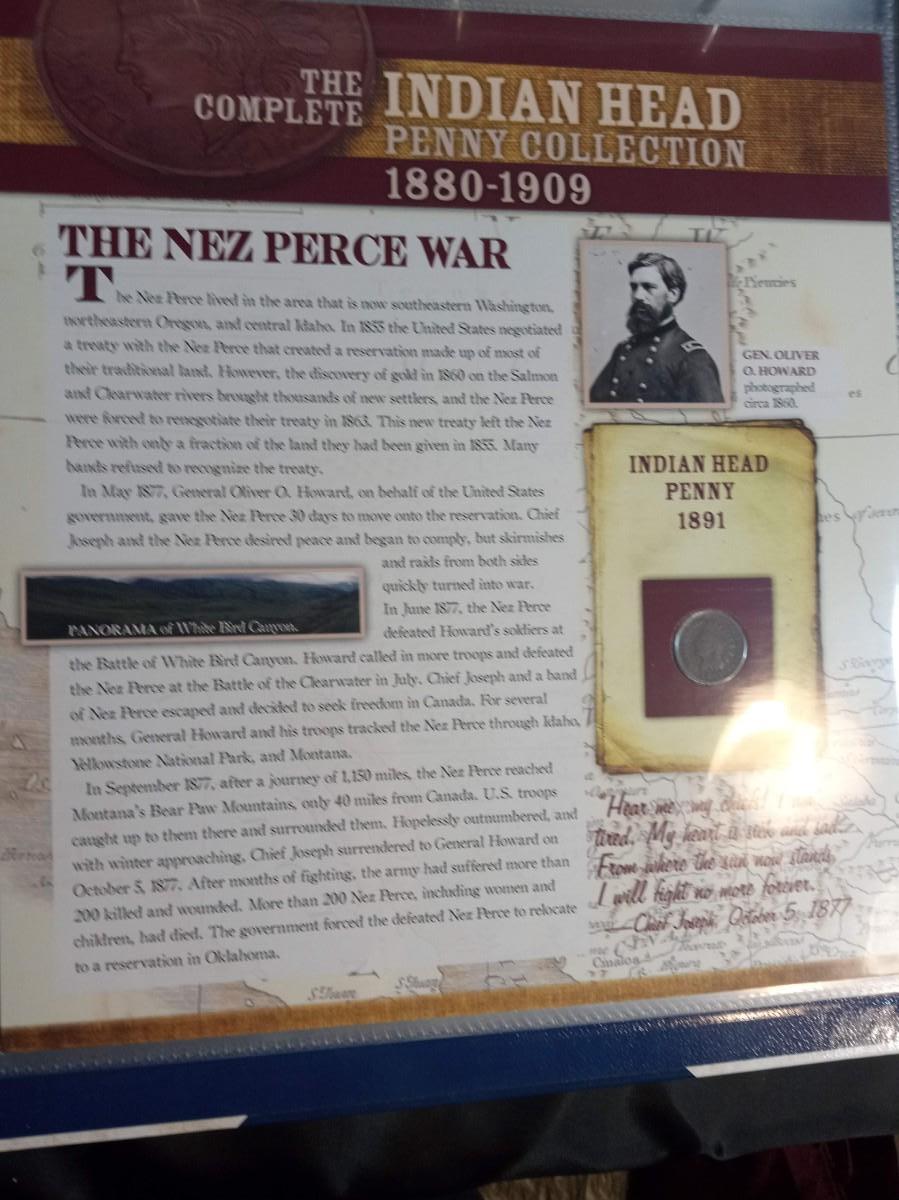 THE
COMPLETE
INDIAN HEAD
PENNY COLLECTION
1880-1909
THE NEZ PERCE WAR
The Nez Perce lived in the area that is now southeastern Washington,
northeastern Oregon, and central Idaho. In 1855 the United States negotiated
a treaty with the Nez Perce that created a reservation made up of most of
their traditional land. However, the discovery of gold in 1860 on the Salmon
and Clearwater rivers brought thousands of new settlers, and the Nez Perce
were forced to renegotiate their treaty in 1863. This new treaty left the Nez
Perce with only a fraction of the land they had been given in 1855. Many
bands refused to recognize the treaty.
In May 1877, General Oliver O. Howard, on behalf of the United States
government, gave the Nez Perce 30 days to move onto the reservation. Chief
Joseph and the Nez Perce desired peace and began to comply, but skirmishes
and raids from both sides
quickly turned into war.
In June 1877, the Nez Perce
defeated Howard's soldiers at
PANORAMA of White Bird Canyon.
the Battle of White Bird Canyon. Howard called in more troops and defeated
the Nez Perce at the Battle of the Clearwater in July. Chief Joseph and a band
of Nez Perce escaped and decided to seek freedom in Canada. For several
months, General Howard and his troops tracked the Nez Perce through Idaho,
Yellowstone National Park, and Montana.
In September 1877, after a journey of 1,150 miles, the Nez Perce reached
Montana's Bear Paw Mountains, only 40 miles from Canada. U.S. troops
caught up to them there and surrounded them. Hopelessly outnumbered, and
with winter approaching, Chief Joseph surrendered to General Howard on
October 5, 1877. After months of fighting, the army had suffered more than
200 killed and wounded. More than 200 Nez Perce, including women and
children, had died. The government forced the defeated Nez Perce to relocate
to a reservation in Oklahoma.
GEN. OLIVER
O. HOWARD
photographed
circa 1860.
INDIAN HEAD
PENNY
1891
"Hear me, my chiefs! I am
tired. My heart is sick and sad.
From where the sun now stands,
I will fight no more forever."
—Chief Joseph, October 5, 1877
Cinaloa